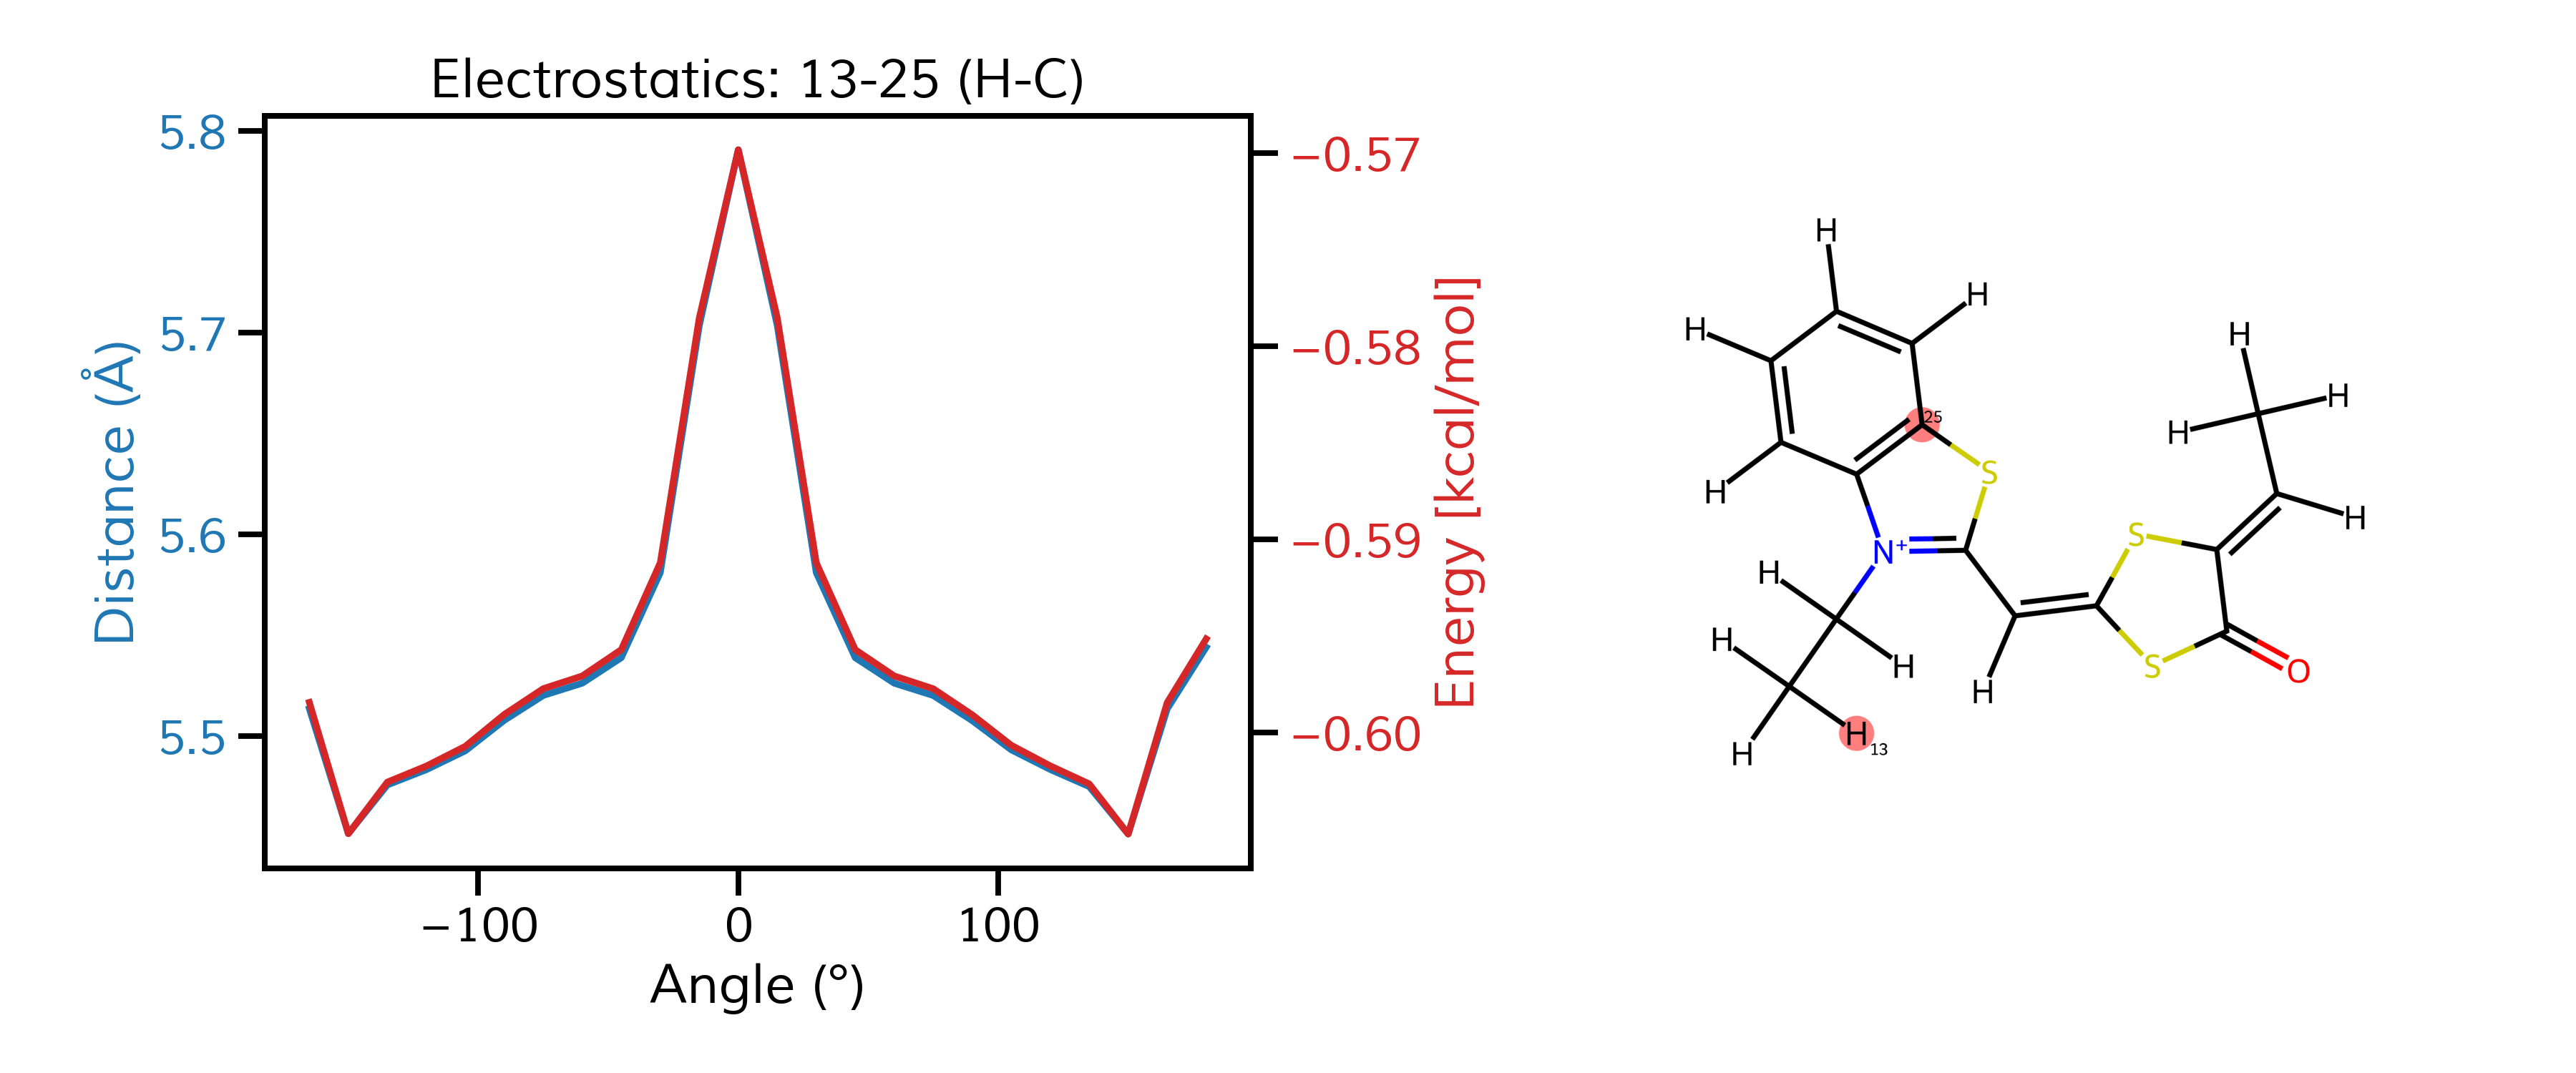 Electrostatics: 13-25 (H-C)
5.8
5.7
5.6
5.5
Distance (Å)
−0.57
−0.58
−0.59
−0.60
Energy [kcal/mol]
−100
0
100
Angle (°)
H
H
H
H
25
S
H
H
H
H
S
N+
H
H
H
H
S
O
H
H
13